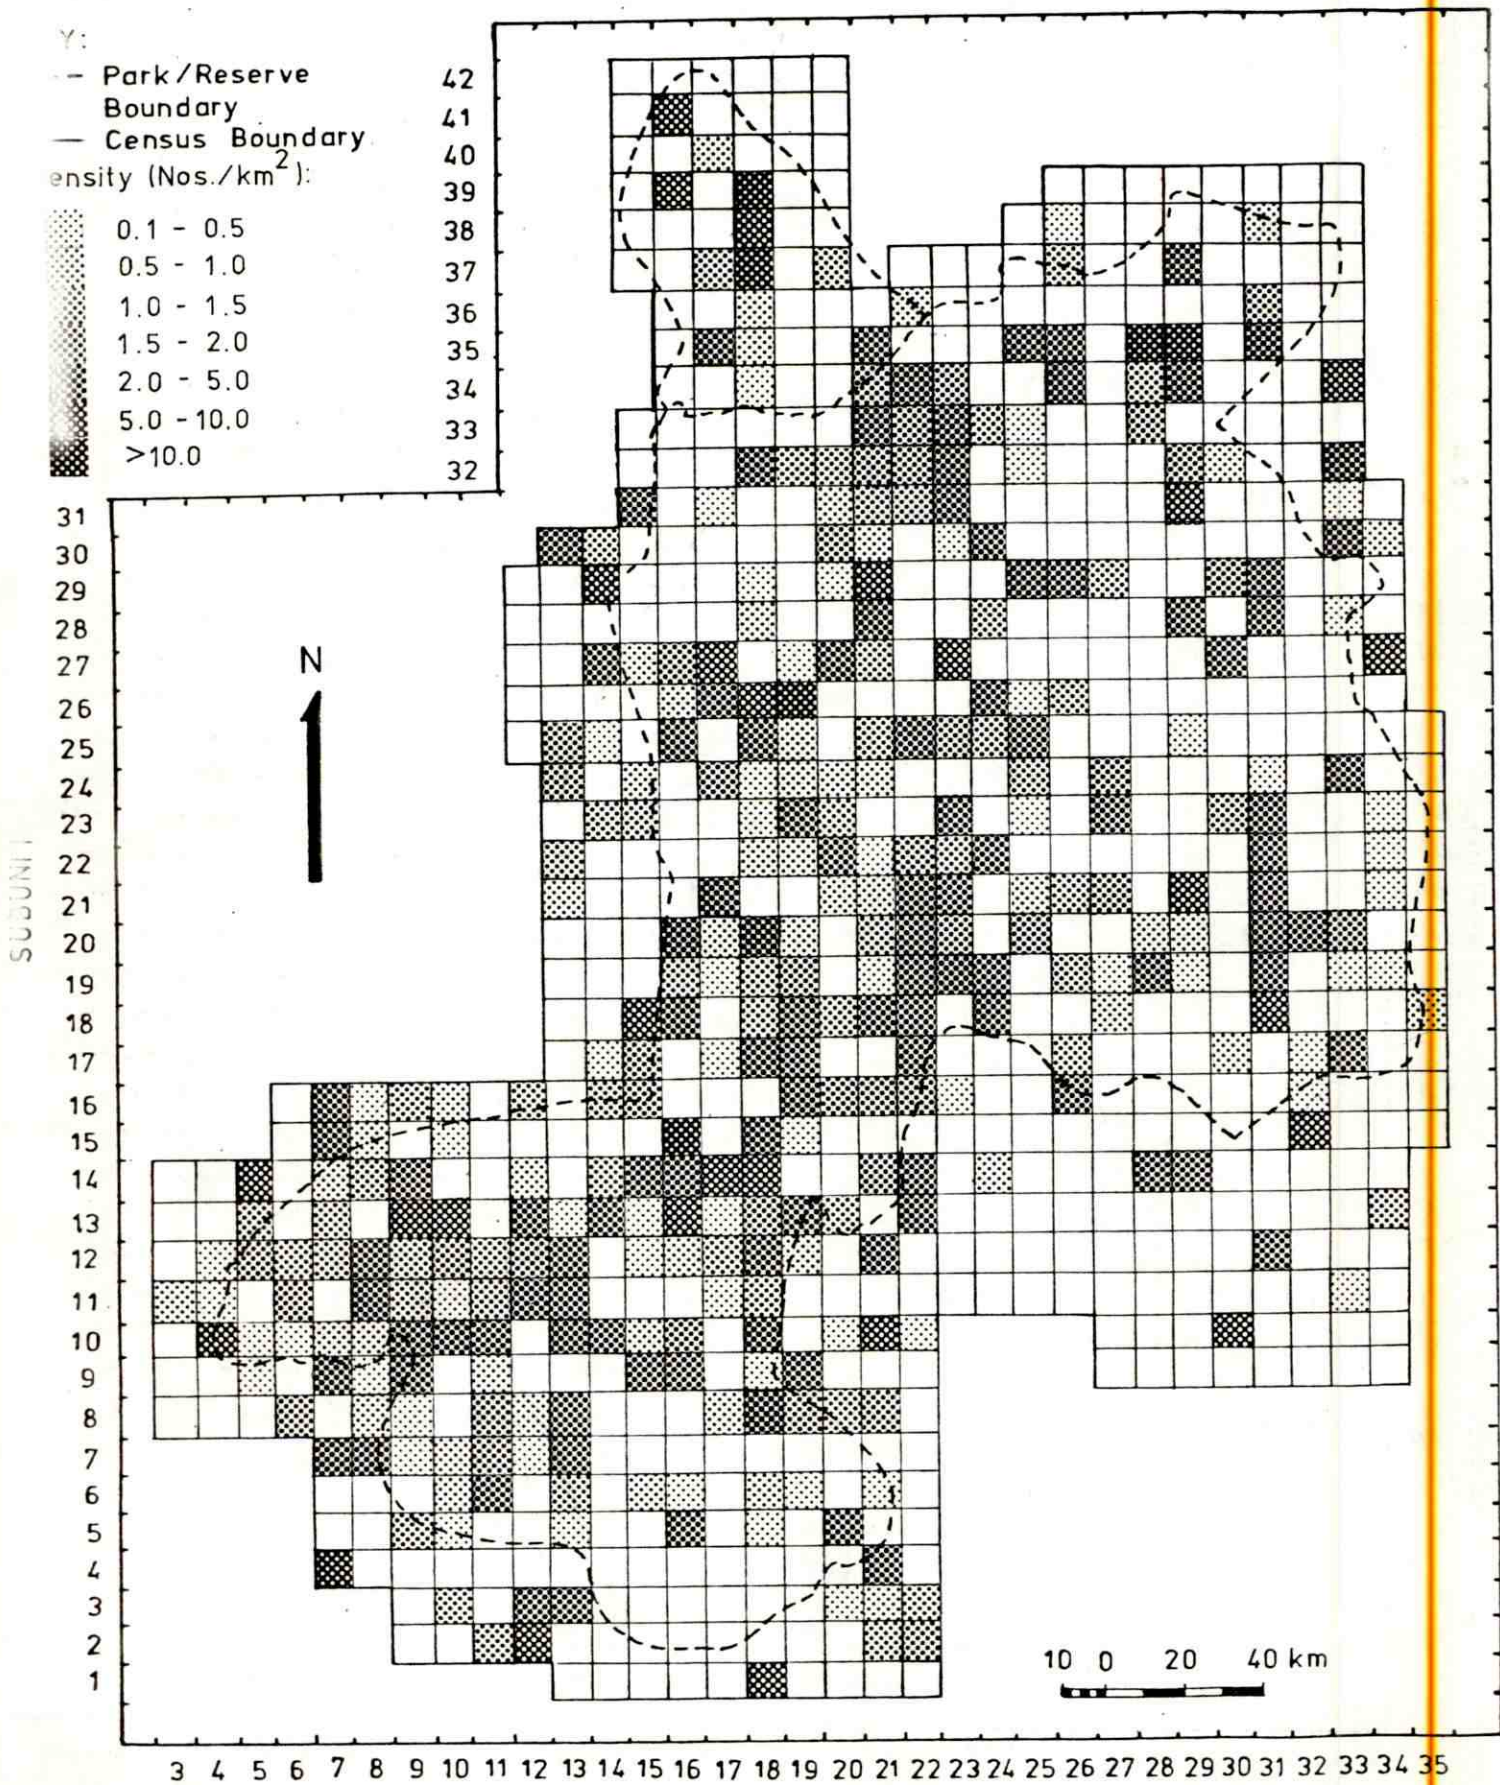 Y:
- - Park/Reserve
Boundary
— Census Boundary
ensity (Nos./km2):
0.1 - 0.5
0.5 - 1.0
1.0 - 1.5
1.5 - 2.0
2.0 - 5.0
5.0 - 10.0
>10.0
42
41
40
39
38
37
36
35
34
33
32
31
30
29
28
27
26
25
24
23
22
21
20
19
18
17
16
15
14
13
12
11
10
9
8
7
6
5
4
3
2
1
N
SUBUNIT
10 0 20 40 km
3 4 5 6 7 8 9 10 11 12 13 14 15 16 17 18 19 20 21 22 23 24 25 26 27 28 29 30 31 32 33 34 35